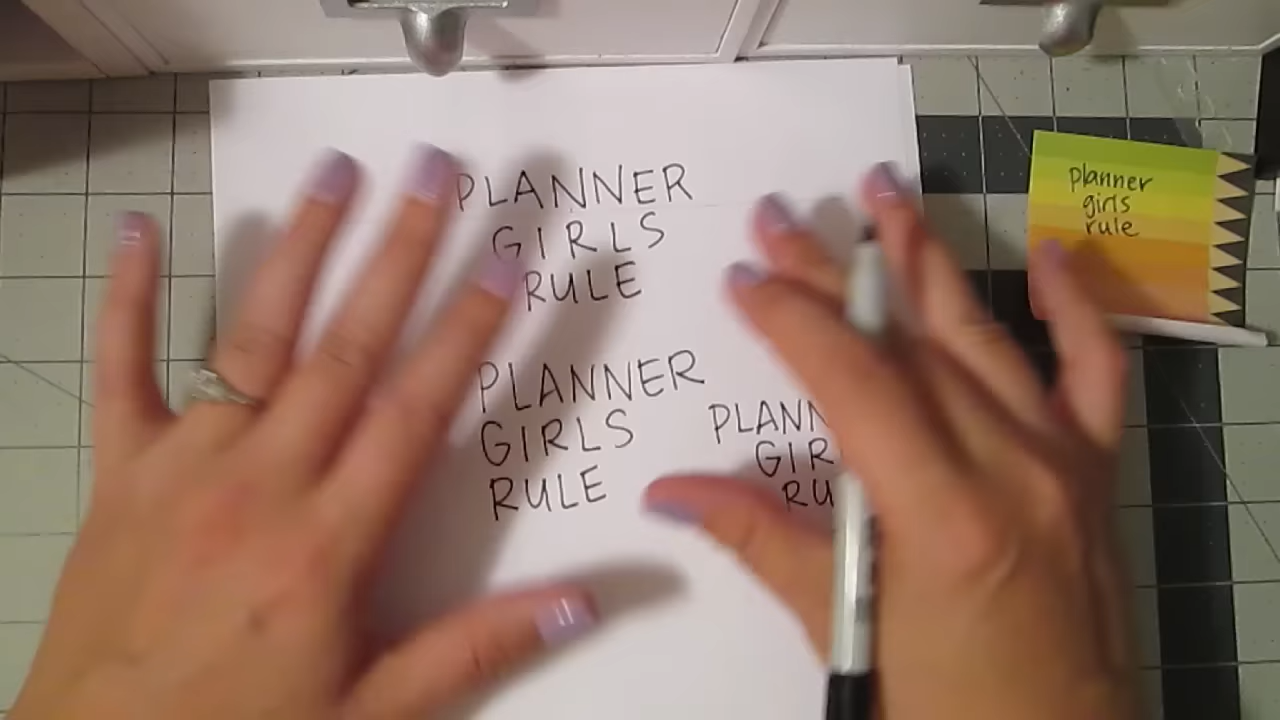 PLANNER
GIRLS
RULE
PLANNER
GIRLS
RULE
planner
girls
rule